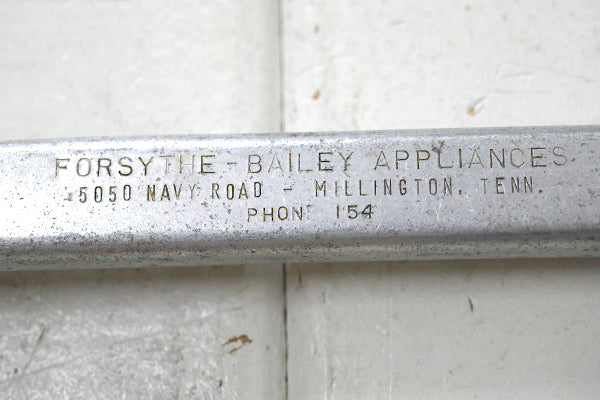 FORSYTHE - BAILEY APPLIANCES
5050 NAVY ROAD - MILLINGTON, TENN.
PHONE 154